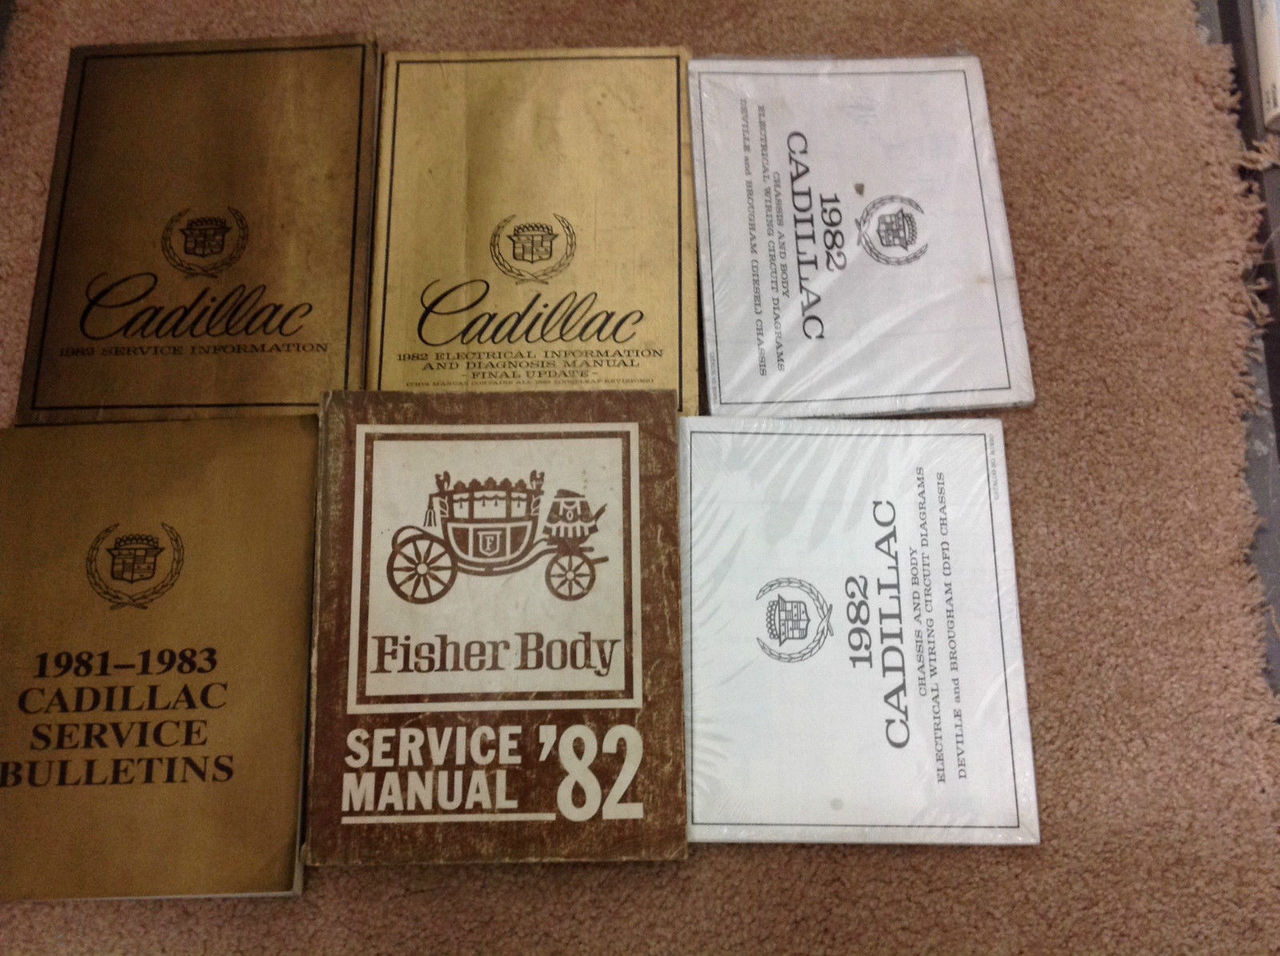 Cadillac
1982 SERVICE INFORMATION
Cadillac
1982 ELECTRICAL INFORMATION
AND DIAGNOSIS MANUAL
- FINAL UPDATE -
1982
CADILLAC
CHASSIS AND BODY
ELECTRICAL WIRING CIRCUIT DIAGRAMS
DEVILLE and BROUGHAM (DIESEL) CHASSIS
1981–1983
CADILLAC
SERVICE
BULLETINS
F
Fisher Body
SERVICE
MANUAL '82
1982
CADILLAC
CHASSIS AND BODY
ELECTRICAL WIRING CIRCUIT DIAGRAMS
DEVILLE and BROUGHAM (DFI) CHASSIS